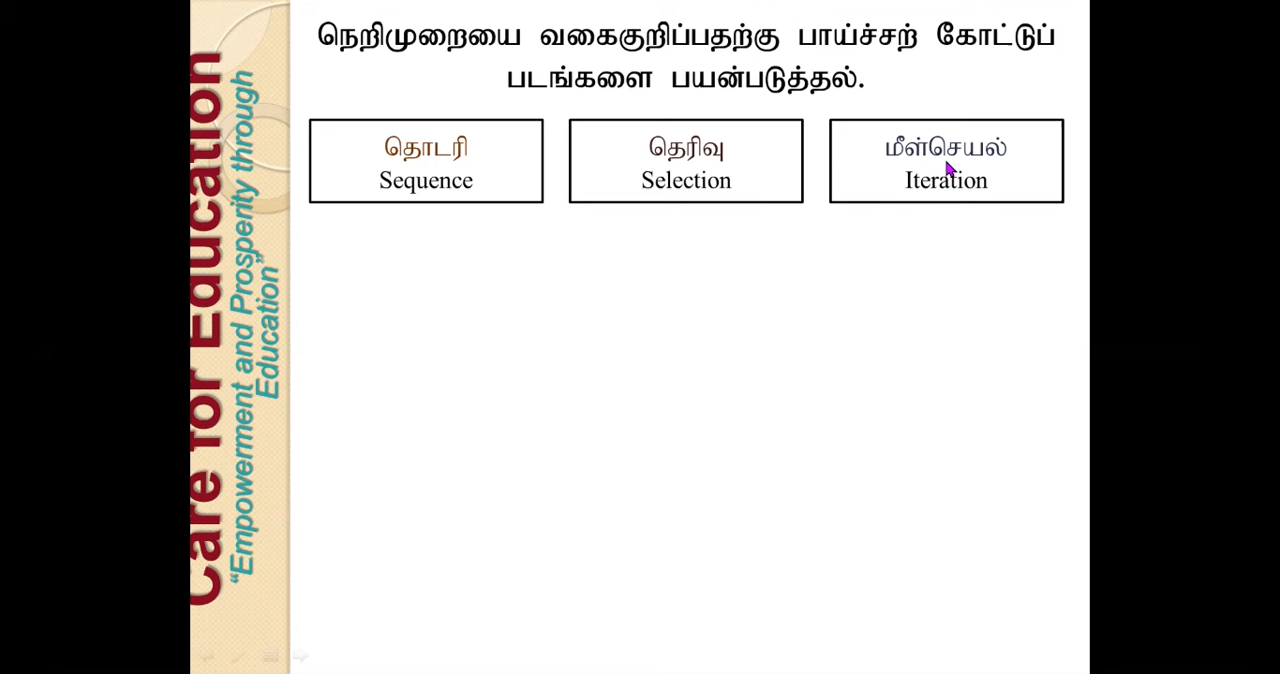 நெறிமுறையை வகைகுறிப்பதற்கு பாய்ச்சற் கோட்டுப்
படங்களை பயன்படுத்தல்.
தொடரி
Sequence
தெரிவு
Selection
மீள்செயல்
Iteration
Care for Education
“Empowerment and Prosperity through
Education”